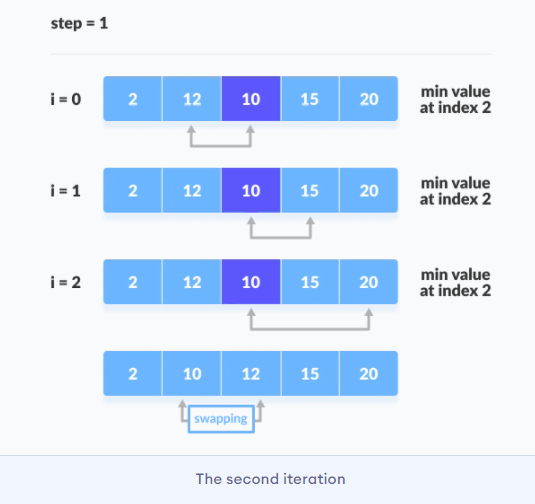 step = 1
i = 0 2 12 10 15 20 min value
at index 2
i = 1 2 12 10 15 20 min value
at index 2
i = 2 2 12 10 15 20 min value
at index 2
2 10 12 15 20
swapping
The second iteration